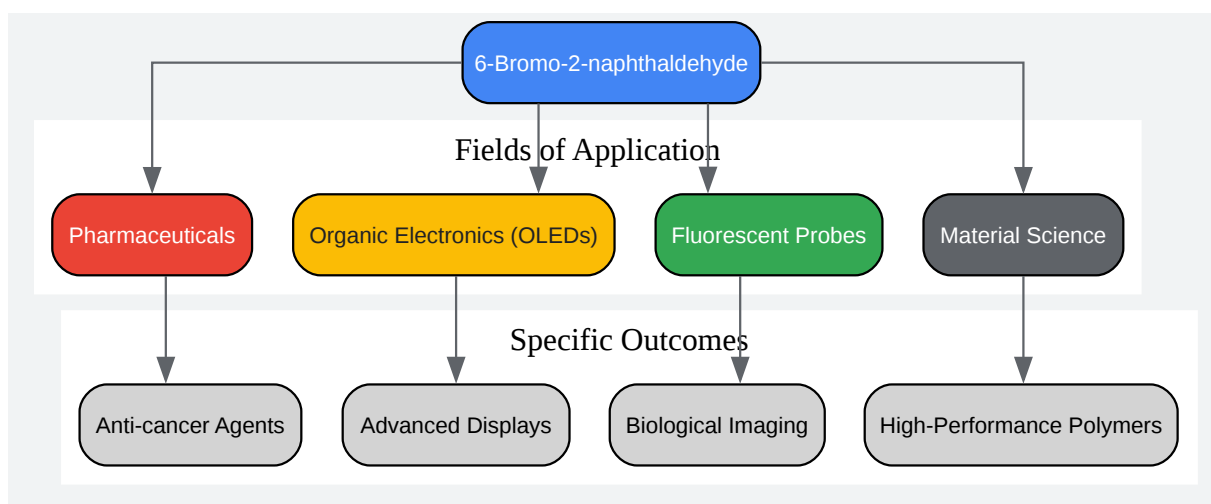 6-Bromo-2-naphthaldehyde
Fields of Application
Pharmaceuticals
Organic Electronics (OLEDs)
Fluorescent Probes
Material Science
Specific Outcomes
Anti-cancer Agents
Advanced Displays
Biological Imaging
High-Performance Polymers